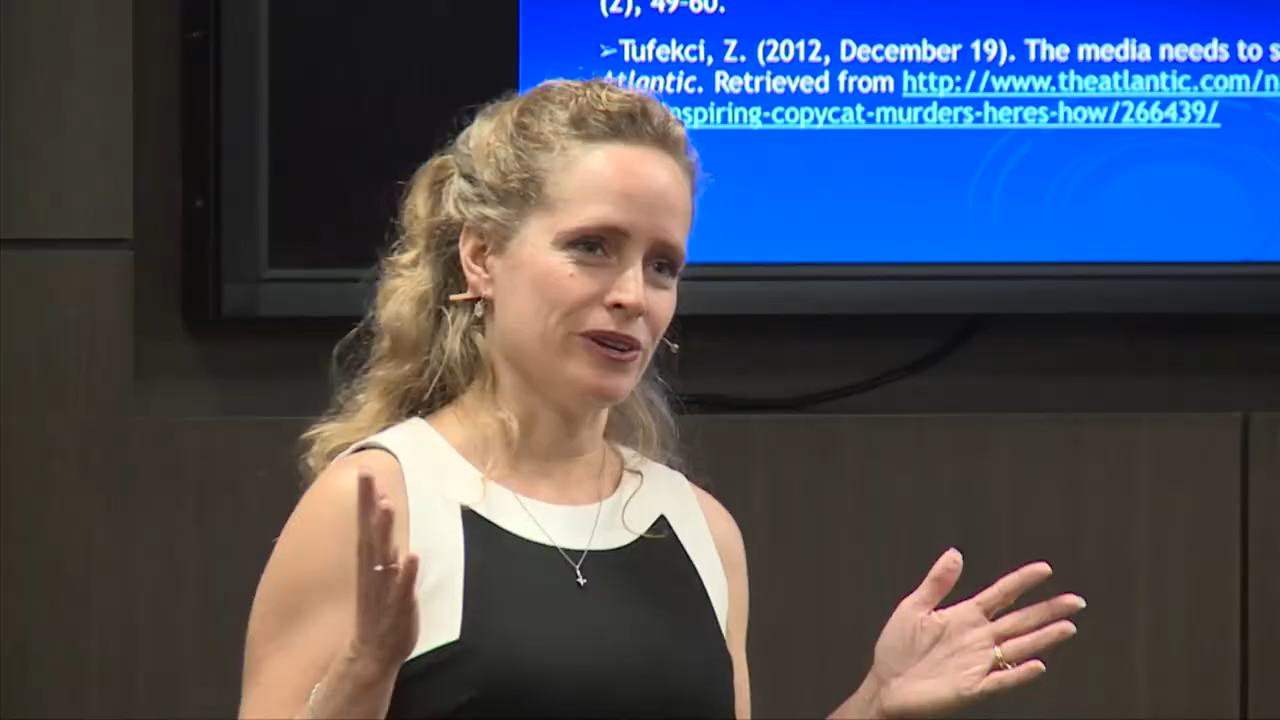 (2), 49-60.
➢Tufekci, Z. (2012, December 19). The media needs to s
Atlantic. Retrieved from http://www.theatlantic.com/n
spiring-copycat-murders-heres-how/266439/